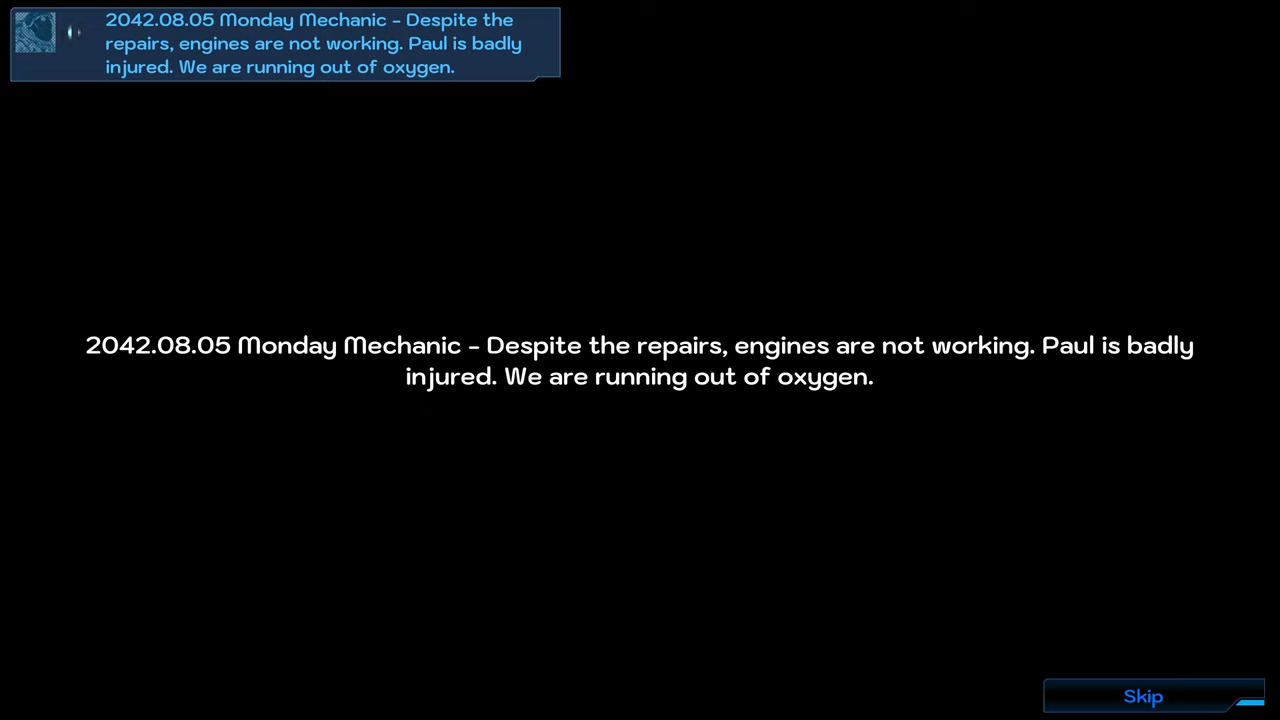 2042.08.05 Monday Mechanic - Despite the
repairs, engines are not working. Paul is badly
injured. We are running out of oxygen.
2042.08.05 Monday Mechanic - Despite the repairs, engines are not working. Paul is badly
injured. We are running out of oxygen.
Skip